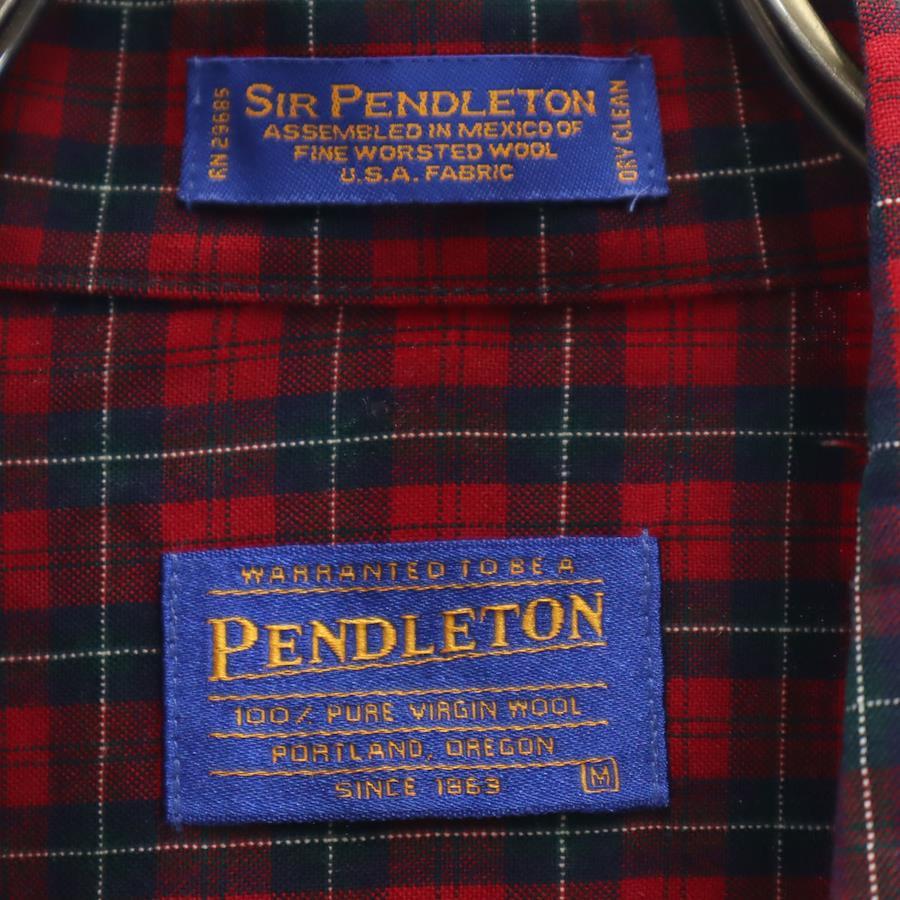 RN 29685
SIR PENDLETON
ASSEMBLED IN MEXICO OF
FINE WORSTED WOOL
U.S.A. FABRIC
DRY CLEAN
WARRANTED TO BE A
PENDLETON
100% PURE VIRGIN WOOL
PORTLAND, OREGON
SINCE 1863
M